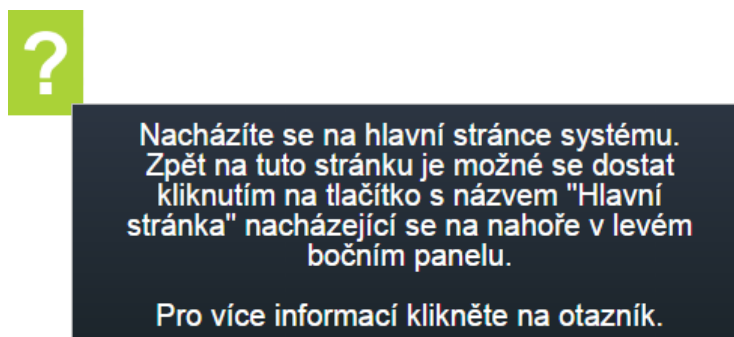 ?
Nacházíte se na hlavní stránce systému.
Zpět na tuto stránku je možné se dostat
kliknutím na tlačítko s názvem "Hlavní
stránka" nacházející se na nahoře v levém
bočním panelu.
Pro více informací klikněte na otazník.